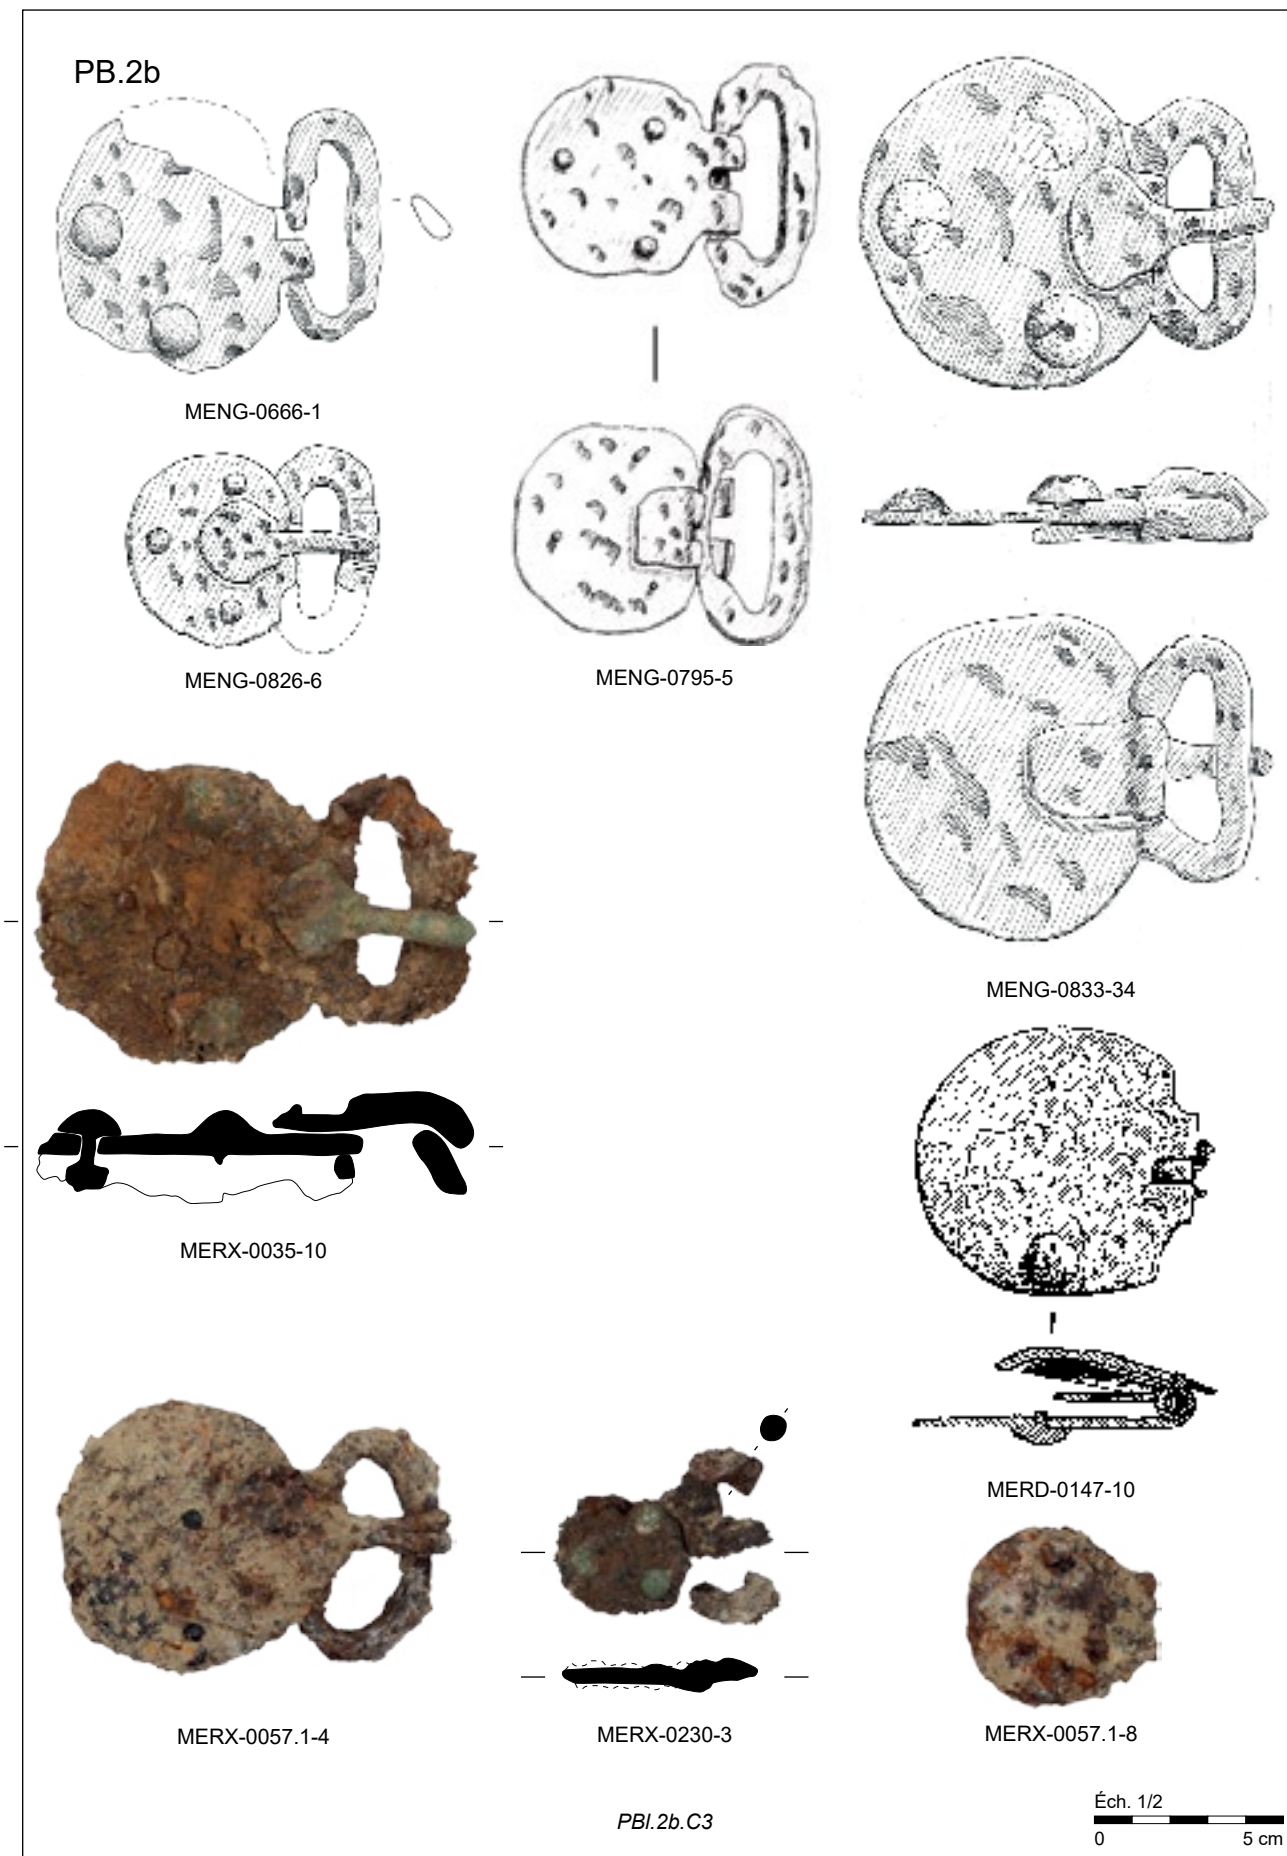 PB.2b
MENG-0666-1
MENG-0826-6
MENG-0795-5
MENG-0833-34
MERX-0035-10
MERD-0147-10
MERX-0057.1-4
MERX-0230-3
MERX-0057.1-8
PBI.2b.C3
Éch. 1/2
0 5 cm